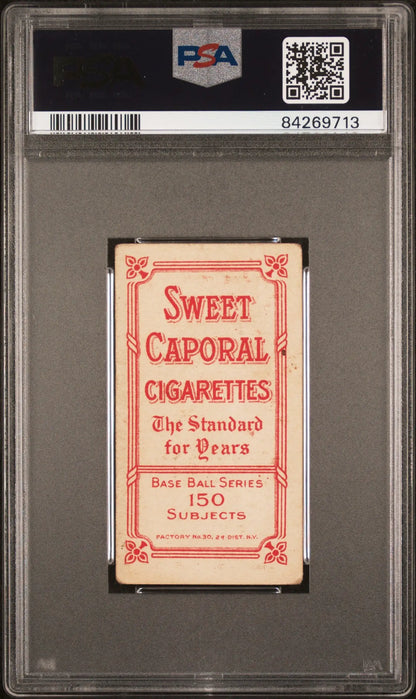 PSA
84269713
SWEET
CAPORAL
CIGARETTES
The Standard
for Years
BASE BALL SERIES
150
SUBJECTS
FACTORY No. 30, 2d DIST. N.Y.